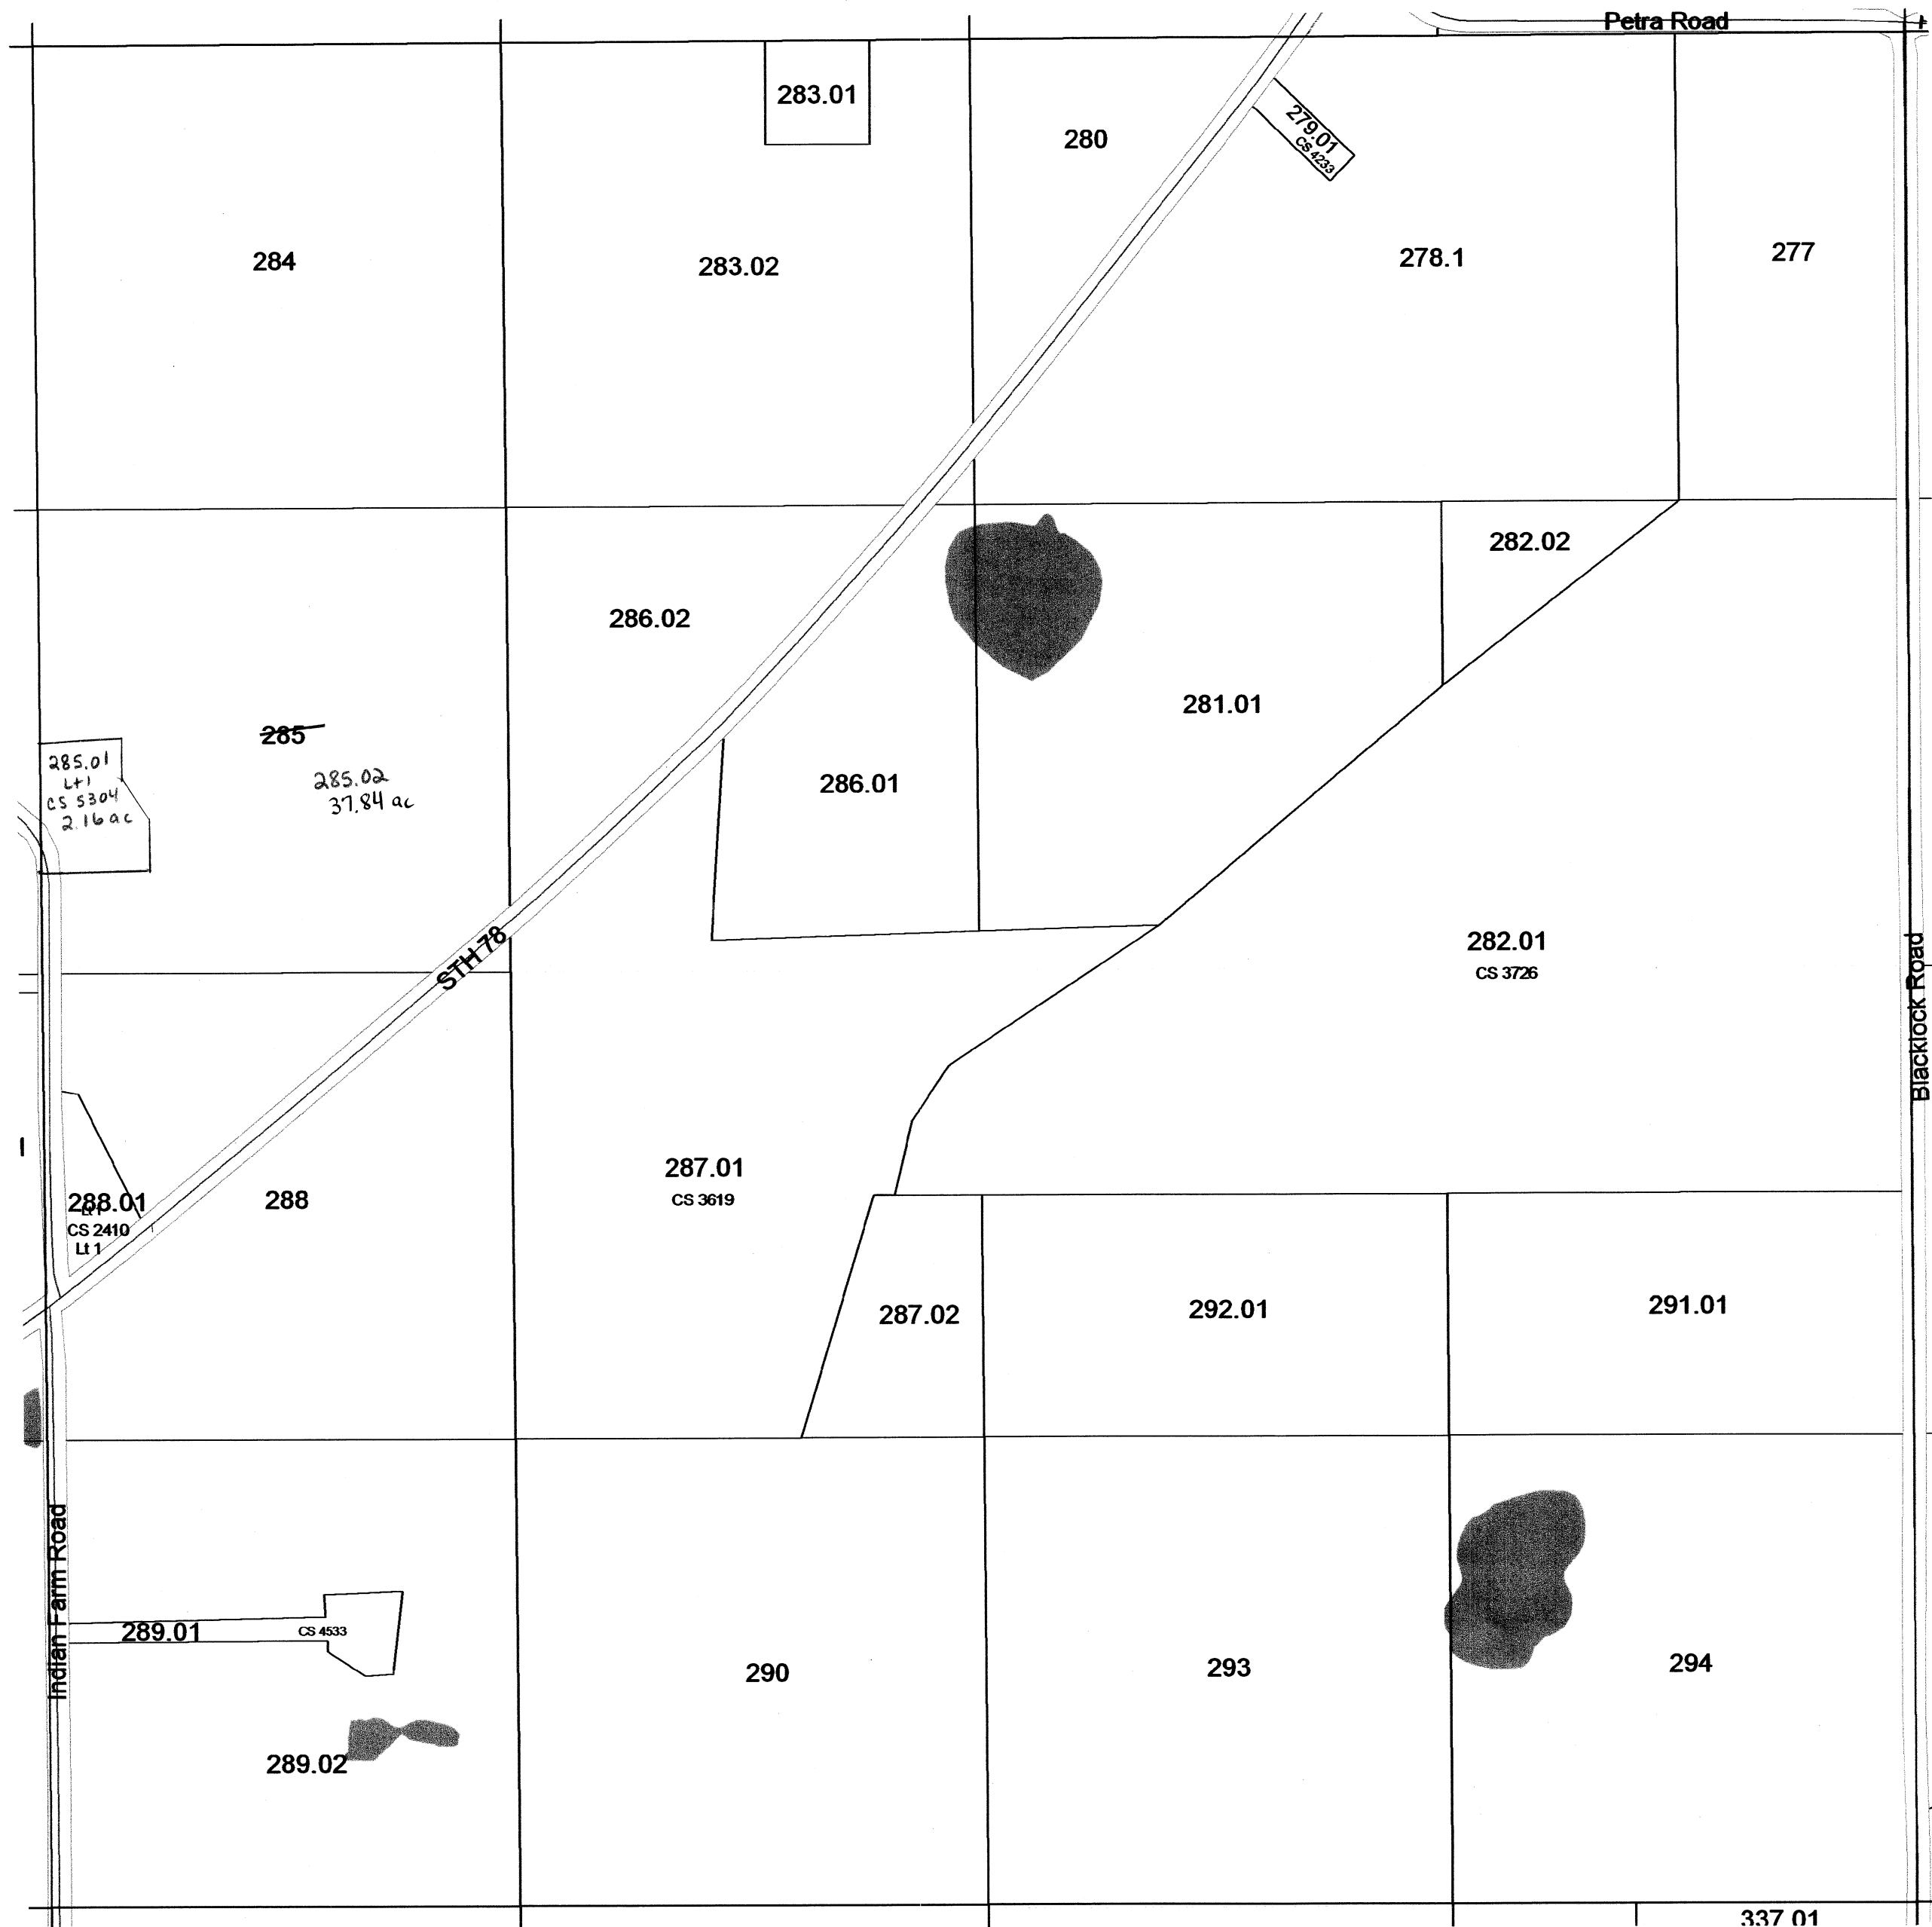 Petra Road
283.01
280
279.01
CS 4233
284
283.02
278.1
277
282.02
286.02
281.01
285
285.01
Lt 1
CS 5304
2.16 ac
285.02
37.84 ac
286.01
STH 78
282.01
CS 3726
Blacklock Road
288.01
CS 2410
Lt 1
288
287.01
CS 3619
287.02
292.01
291.01
Indian Farm Road
289.01
CS 4533
290
293
294
289.02
337.01